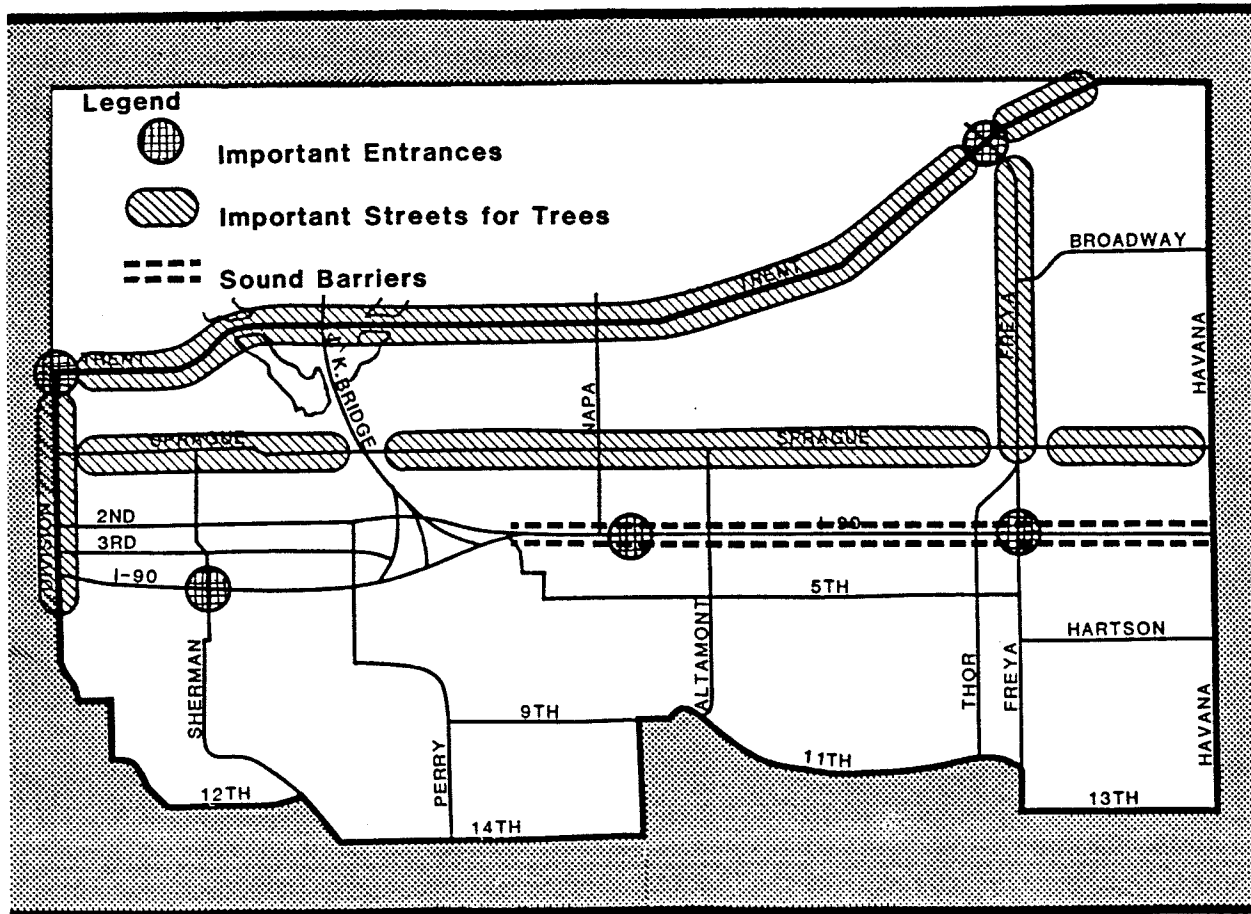 Legend
Important Entrances
Important Streets for Trees
Sound Barriers
BROADWAY
TRENT
FREYA
HAVANA
TRENT
K. BRIDGE
NAPA
SPRAGUE
SPRAGUE
DIVISION
2ND
3RD
I-90
I-90
5TH
SHERMAN
ALTAMONT
THOR
FREYA
HARTSON
HAVANA
9TH
PERRY
11TH
12TH
13TH
14TH